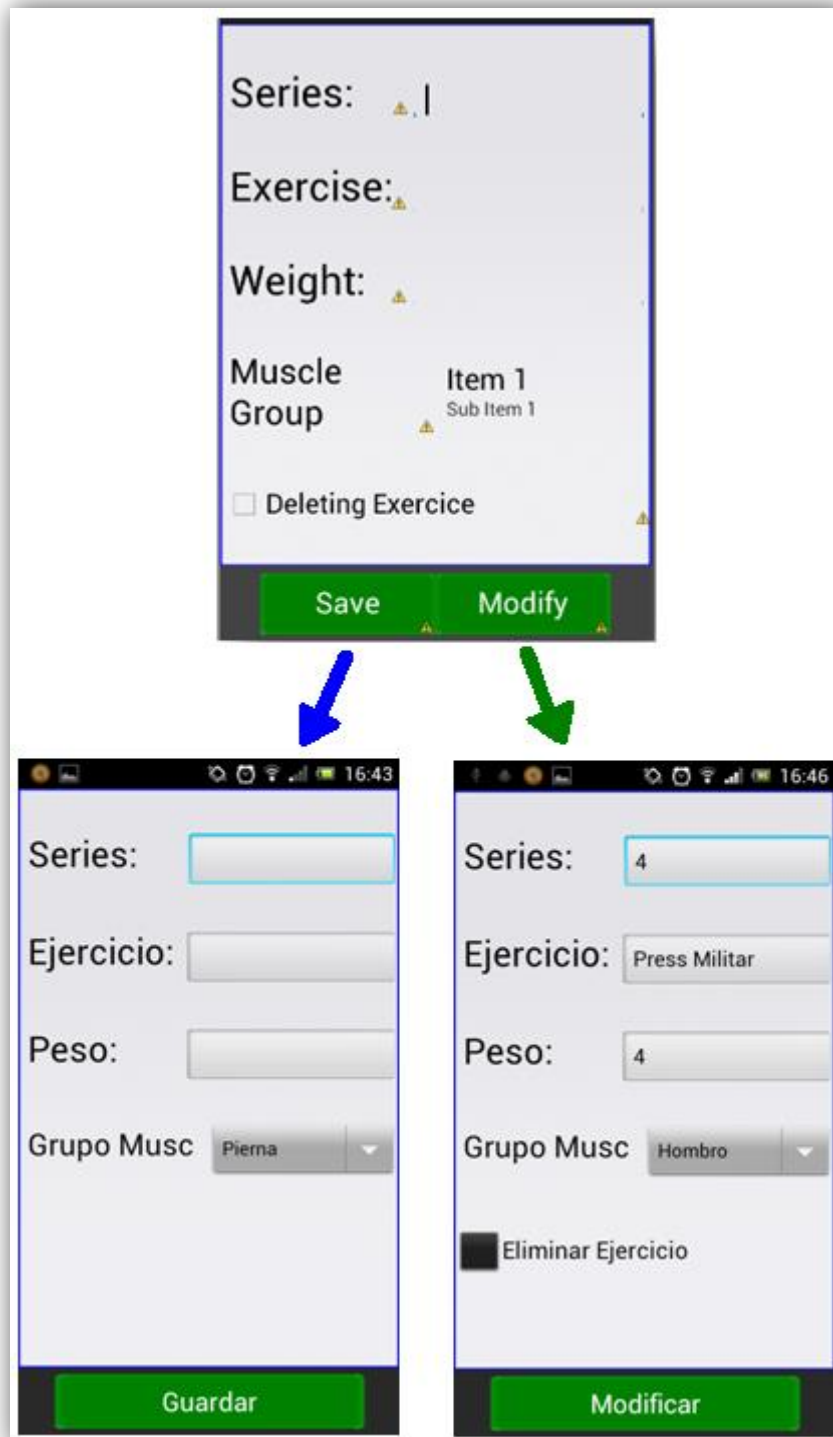 Series:
Exercise:
Weight:
Muscle
Group
Item 1
Sub Item 1
Deleting Exercice
Save
Modify
16:43
Series:
Ejercicio:
Peso:
Grupo Musc
Pierna
Guardar
16:46
Series:
4
Ejercicio:
Press Militar
Peso:
4
Grupo Musc
Hombro
Eliminar Ejercicio
Modificar